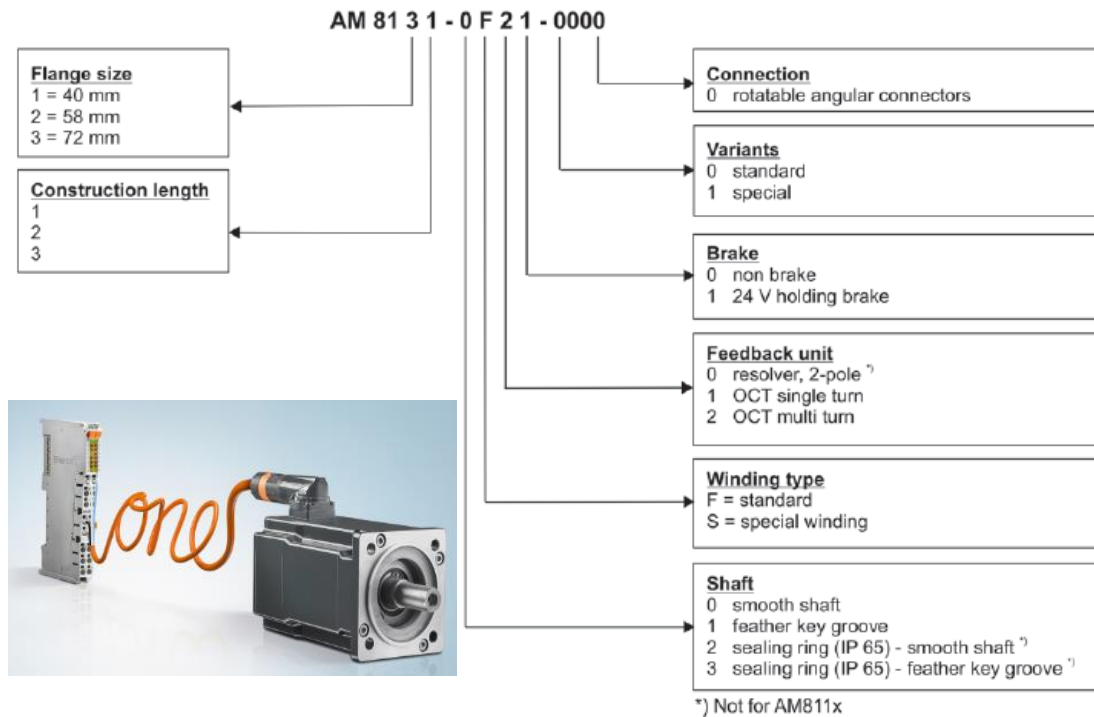 AM 81 3 1 - 0 F 2 1 - 0000
Flange size
1 = 40 mm
2 = 58 mm
3 = 72 mm
Construction length
1
2
3
Connection
0 rotatable angular connectors
Variants
0 standard
1 special
Brake
0 non brake
1 24 V holding brake
Feedback unit
0 resolver, 2-pole *)
1 OCT single turn
2 OCT multi turn
Winding type
F = standard
S = special winding
Shaft
0 smooth shaft
1 feather key groove
2 sealing ring (IP 65) - smooth shaft *)
3 sealing ring (IP 65) - feather key groove *)
*) Not for AM811x
one